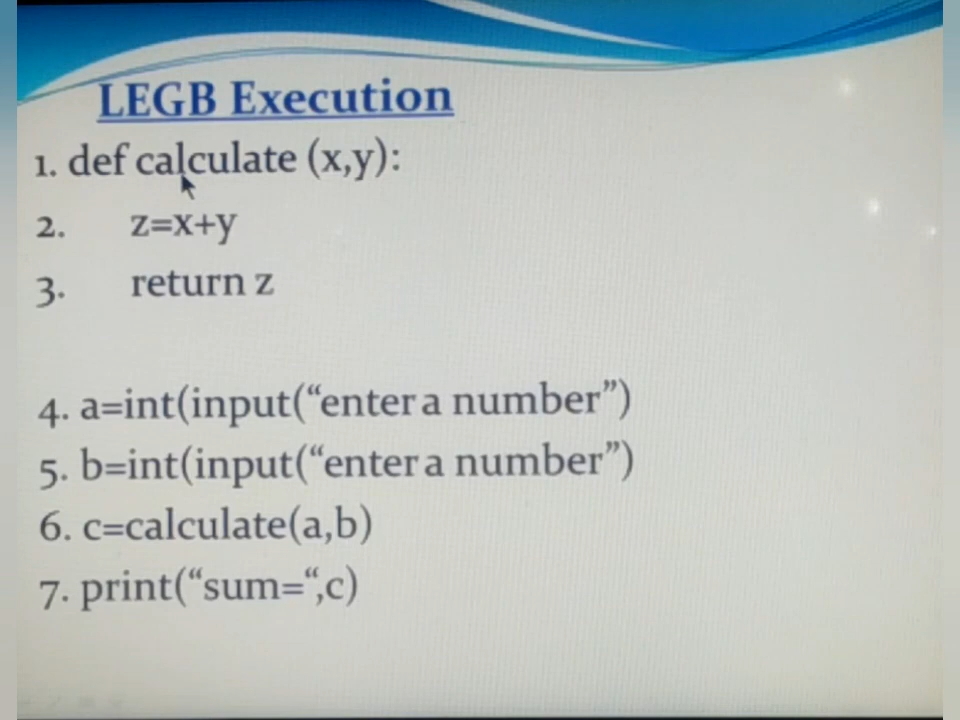 LEGB Execution
1. def calculate (x,y):
2. z=x+y
3. return z
4. a=int(input(“enter a number”)
5. b=int(input(“enter a number”)
6. c=calculate(a,b)
7. print(“sum=“,c)